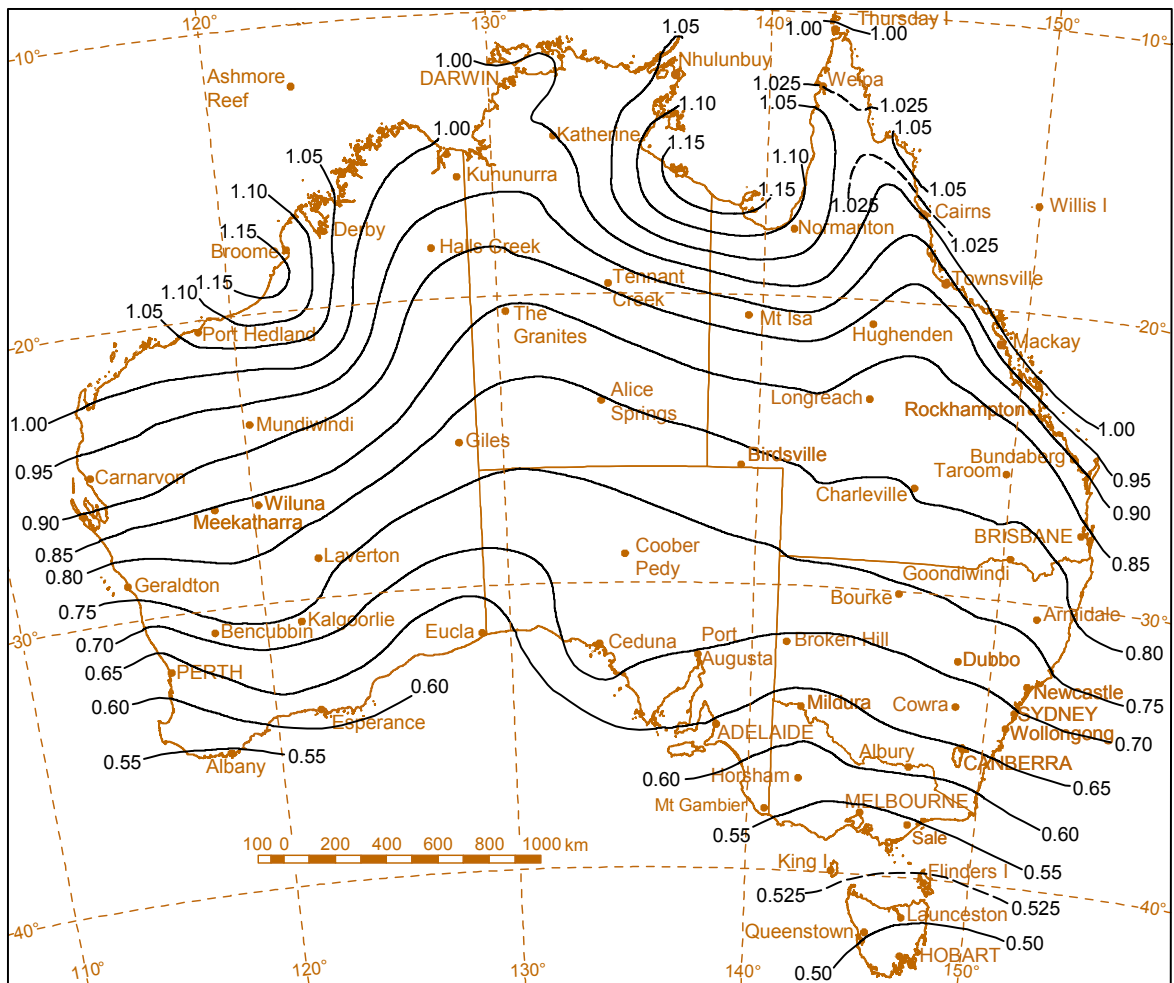 120°
130°
140°
150°
1.05
Thursday I
1.00
1.00
-10°
-10°
1.00
Nhulunbuy
Ashmore
Reef
DARWIN
Weipa
1.025
1.10
1.05
1.025
1.00
Katherine
1.05
1.15
1.05
1.10
Kununurra
1.10
1.15
1.05
1.025
Cairns
Willis I
1.15
Derby
Normanton
Broome
Halls Creek
1.025
Tennant
Creek
Townsville
1.15
1.10
1.05
Port Hedland
The
Granites
Mt Isa
Hughenden
-20°
-20°
Mackay
Alice
Springs
Longreach
Rockhampton
1.00
Mundiwindi
1.00
Giles
Birdsville
Bundaberg
0.95
Carnarvon
Taroom
0.95
Charleville
0.90
Wiluna
Meekatharra
0.90
BRISBANE
0.85
Laverton
Coober
Pedy
0.85
0.80
Goondiwindi
Geraldton
Bourke
0.75
Kalgoorlie
Armidale
-30°
-30°
0.70
Bencubbin
Eucla
Ceduna
Port
Augusta
Broken Hill
0.80
0.65
PERTH
Dubbo
0.60
0.60
Newcastle
0.75
Esperance
Mildura
Cowra
SYDNEY
Wollongong
0.70
ADELAIDE
0.55
0.55
Albany
Albury
CANBERRA
0.60
Horsham
0.65
Mt Gambier
MELBOURNE
0.55
0.60
100 0 200 400 600 800 1000 km
Sale
King I
Flinders I
0.55
0.525
0.525
-40°
-40°
Launceston
Queenstown
0.50
HOBART
0.50
110°
120°
130°
140°
150°